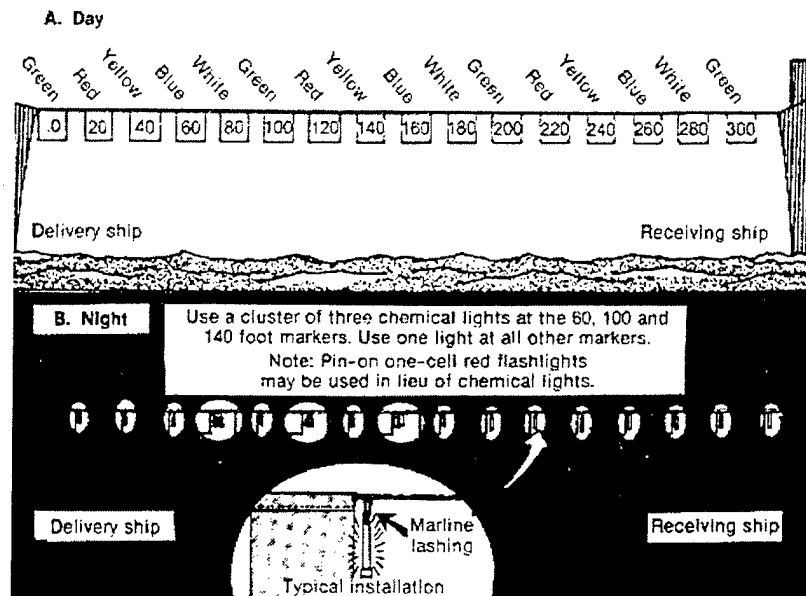 A. Day
Green Red Yellow Blue White Green Red Yellow Blue White Green Red Yellow Blue White Green
.0 20 40 60 80 100 120 140 160 180 200 220 240 260 280 300
Delivery ship Receiving ship
B. Night
Use a cluster of three chemical lights at the 60, 100 and
140 foot markers. Use one light at all other markers.
Note: Pin-on one-cell red flashlights
may be used in lieu of chemical lights.
Delivery ship
Marline
lashing
Receiving ship
Typical installation